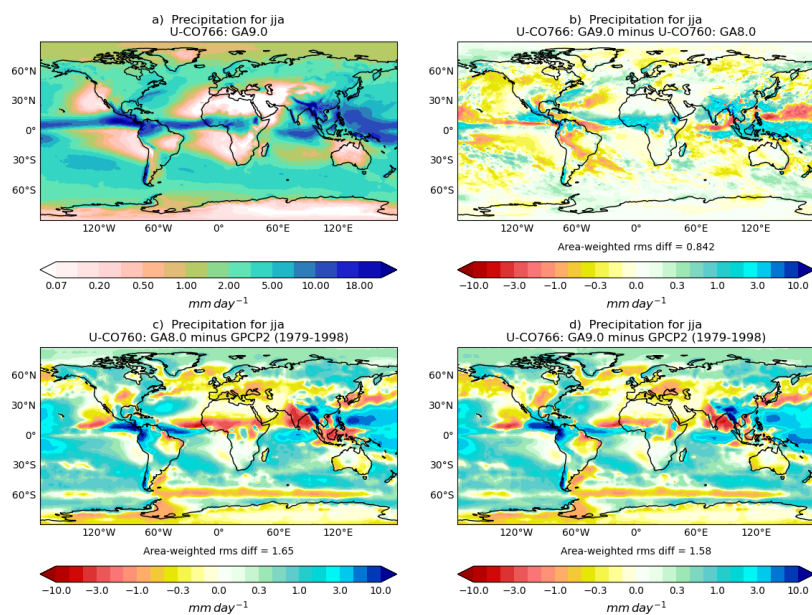 a) Precipitation for jja
U-CO766: GA9.0
60°N
30°N
0°
30°S
60°S
120°W 60°W 0° 60°E 120°E
0.07 0.20 0.50 1.00 2.00 5.00 10.00 18.00
mm day⁻¹
b) Precipitation for jja
U-CO766: GA9.0 minus U-CO760: GA8.0
60°N
30°N
0°
30°S
60°S
120°W 60°W 0° 60°E 120°E
Area-weighted rms diff = 0.842
−10.0 −3.0 −1.0 −0.3 0.0 0.3 1.0 3.0 10.0
mm day⁻¹
c) Precipitation for jja
U-CO760: GA8.0 minus GPCP2 (1979-1998)
60°N
30°N
0°
30°S
60°S
120°W 60°W 0° 60°E 120°E
Area-weighted rms diff = 1.65
−10.0 −3.0 −1.0 −0.3 0.0 0.3 1.0 3.0 10.0
mm day⁻¹
d) Precipitation for jja
U-CO766: GA9.0 minus GPCP2 (1979-1998)
60°N
30°N
0°
30°S
60°S
120°W 60°W 0° 60°E 120°E
Area-weighted rms diff = 1.58
−10.0 −3.0 −1.0 −0.3 0.0 0.3 1.0 3.0 10.0
mm day⁻¹